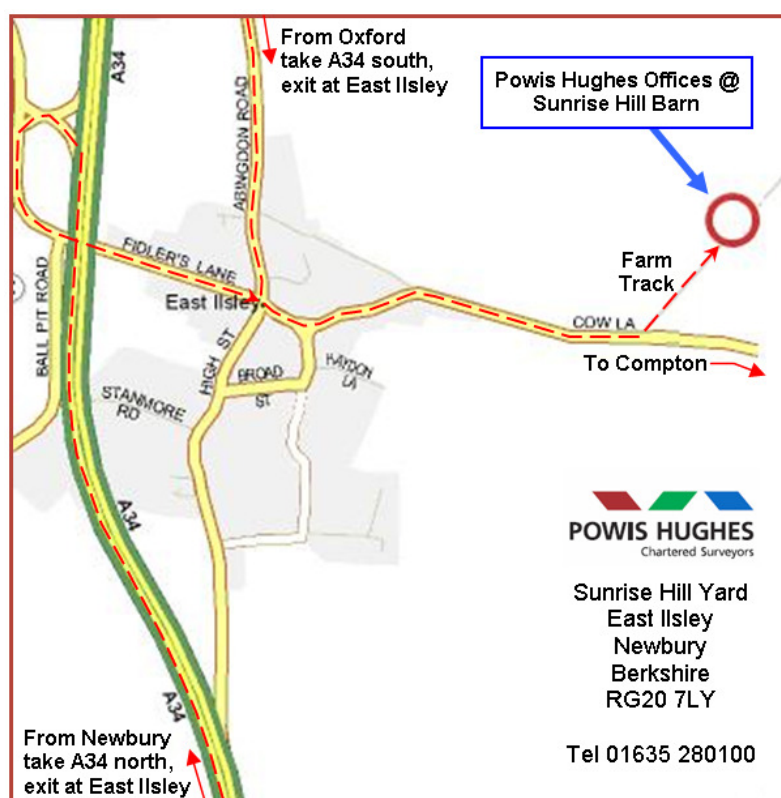 A34
From Oxford
take A34 south,
exit at East Ilsley
Powis Hughes Offices @
Sunrise Hill Barn
ABINGDON ROAD
FIDLER'S LANE
East Ilsley
Farm
Track
BALL PIT ROAD
HIGH ST
COW LA
To Compton
BROAD
ST
HAYDON
LA
STANMORE
RD
A34
A34
POWIS HUGHES
Chartered Surveyors
Sunrise Hill Yard
East Ilsley
Newbury
Berkshire
RG20 7LY
Tel 01635 280100
From Newbury
take A34 north,
exit at East Ilsley